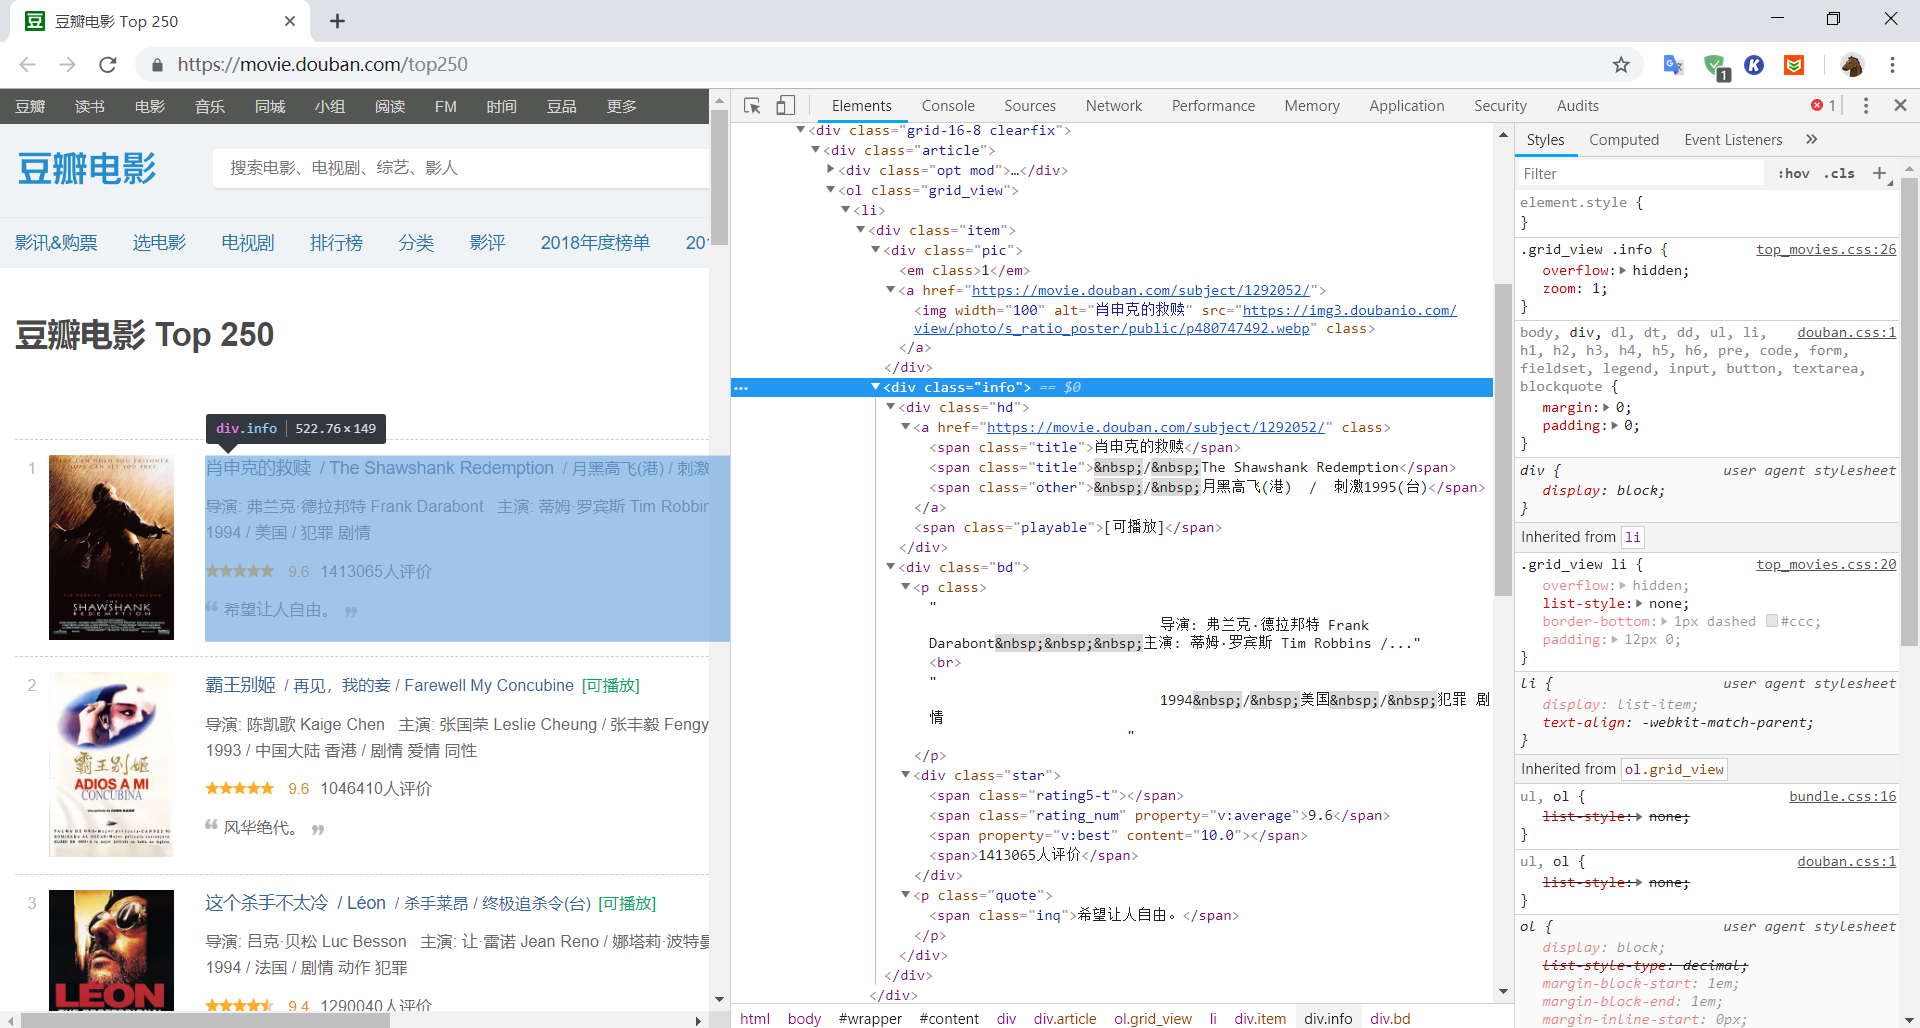 豆瓣电影 Top 250
https://movie.douban.com/top250
1
豆瓣 读书 电影 音乐 同城 小组 阅读 FM 时间 豆品 更多
豆瓣电影
搜索电影、电视剧、综艺、影人
影讯&购票 选电影 电视剧 排行榜 分类 影评 2018年度榜单 201
豆瓣电影 Top 250
div.info 522.76×149
1
肖申克的救赎 / The Shawshank Redemption / 月黑高飞(港) / 刺激
导演: 弗兰克·德拉邦特 Frank Darabont 主演: 蒂姆·罗宾斯 Tim Robbin
1994 / 美国 / 犯罪 剧情
9.6 1413065人评价
希望让人自由。
THE
SHAWSHANK
REDEMPTION
2
霸王别姬 / 再见，我的妾 / Farewell My Concubine [可播放]
导演: 陈凯歌 Kaige Chen 主演: 张国荣 Leslie Cheung / 张丰毅 Fengy
1993 / 中国大陆 香港 / 剧情 爱情 同性
9.6 1046410人评价
风华绝代。
霸王别姬
ADIOS A MI
CONCUBINA
3
这个杀手不太冷 / Léon / 杀手莱昂 / 终极追杀令(台) [可播放]
导演: 吕克·贝松 Luc Besson 主演: 让·雷诺 Jean Reno / 娜塔莉·波特曼
1994 / 法国 / 剧情 动作 犯罪
9.4 1290040人评价
LEON
Elements Console Sources Network Performance Memory Application Security Audits 1
<div class="grid-16-8 clearfix">
<div class="article">
<div class="opt mod">…</div>
<ol class="grid_view">
<li>
<div class="item">
<div class="pic">
<em class>1</em>
<a href="https://movie.douban.com/subject/1292052/">
<img width="100" alt="肖申克的救赎" src="https://img3.doubanio.com/
view/photo/s_ratio_poster/public/p480747492.webp" class>
</a>
</div>
… <div class="info"> == $0
<div class="hd">
<a href="https://movie.douban.com/subject/1292052/" class>
<span class="title">肖申克的救赎</span>
<span class="title">&nbsp;/&nbsp;The Shawshank Redemption</span>
<span class="other">&nbsp;/&nbsp;月黑高飞(港) / 刺激1995(台)</span>
</a>
<span class="playable">[可播放]</span>
</div>
<div class="bd">
<p class>
"
导演: 弗兰克·德拉邦特 Frank
Darabont&nbsp;&nbsp;&nbsp;主演: 蒂姆·罗宾斯 Tim Robbins /..."
<br>
"
1994&nbsp;/&nbsp;美国&nbsp;/&nbsp;犯罪 剧
情
"
</p>
<div class="star">
<span class="rating5-t"></span>
<span class="rating_num" property="v:average">9.6</span>
<span property="v:best" content="10.0"></span>
<span>1413065人评价</span>
</div>
<p class="quote">
<span class="inq">希望让人自由。</span>
</p>
</div>
</div>
</div>
html body #wrapper #content div div.article ol.grid_view li div.item div.info div.bd
Styles Computed Event Listeners »
Filter :hov .cls +
element.style {
}
.grid_view .info { top_movies.css:26
overflow: hidden;
zoom: 1;
}
body, div, dl, dt, dd, ul, li, douban.css:1
h1, h2, h3, h4, h5, h6, pre, code, form,
fieldset, legend, input, button, textarea,
blockquote {
margin: 0;
padding: 0;
}
div { user agent stylesheet
display: block;
}
Inherited from li
.grid_view li { top_movies.css:20
overflow: hidden;
list-style: none;
border-bottom: 1px dashed #ccc;
padding: 12px 0;
}
li { user agent stylesheet
display: list-item;
text-align: -webkit-match-parent;
}
Inherited from ol.grid_view
ul, ol { bundle.css:16
list-style: none;
}
ul, ol { douban.css:1
list-style: none;
}
ol { user agent stylesheet
display: block;
list-style-type: decimal;
margin-block-start: 1em;
margin-block-end: 1em;
margin-inline-start: 0px;